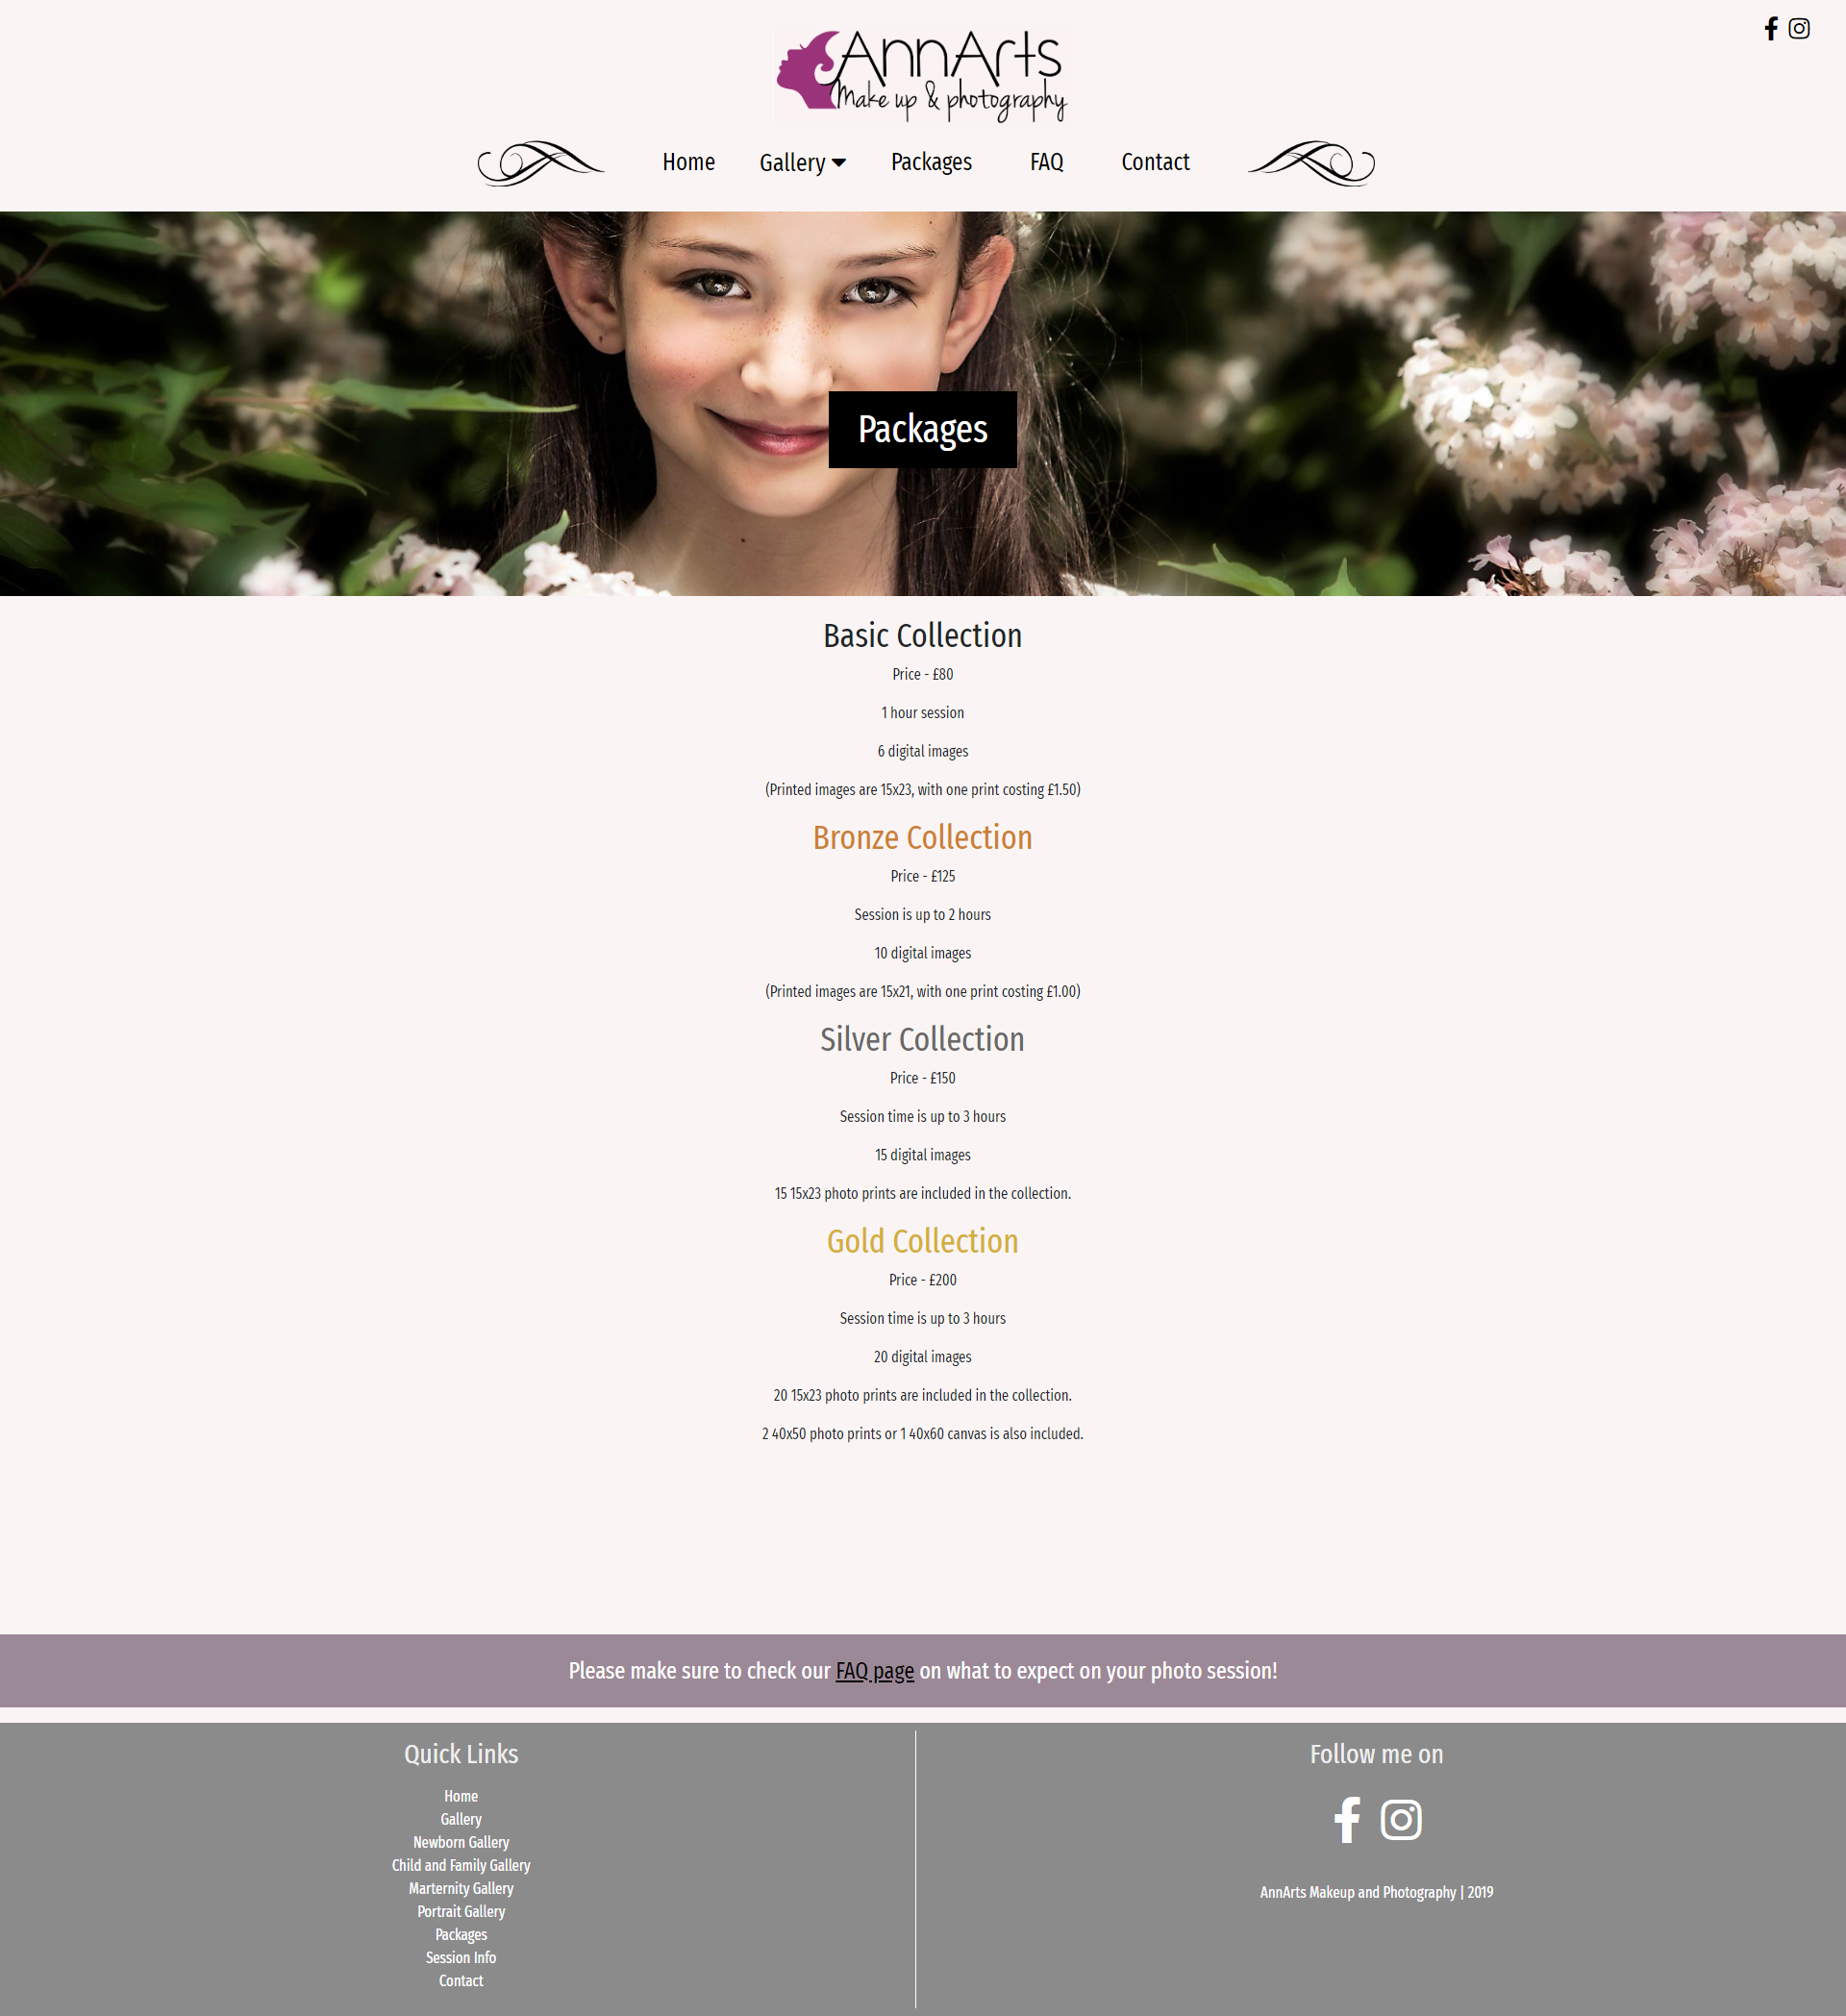 AnnArts
Make up & photography
Home Gallery Packages FAQ Contact
Packages
Basic Collection
Price - £80
1 hour session
6 digital images
(Printed images are 15x23, with one print costing £1.50)
Bronze Collection
Price - £125
Session is up to 2 hours
10 digital images
(Printed images are 15x21, with one print costing £1.00)
Silver Collection
Price - £150
Session time is up to 3 hours
15 digital images
15 15x23 photo prints are included in the collection.
Gold Collection
Price - £200
Session time is up to 3 hours
20 digital images
20 15x23 photo prints are included in the collection.
2 40x50 photo prints or 1 40x60 canvas is also included.
Please make sure to check our FAQ page on what to expect on your photo session!
Quick Links
Home
Gallery
Newborn Gallery
Child and Family Gallery
Marternity Gallery
Portrait Gallery
Packages
Session Info
Contact
Follow me on
AnnArts Makeup and Photography | 2019